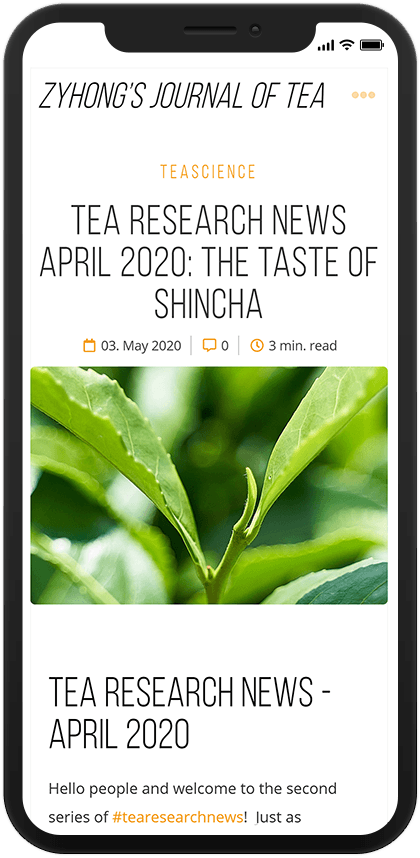 ZYHONG'S JOURNAL OF TEA
TEASCIENCE
TEA RESEARCH NEWS
APRIL 2020: THE TASTE OF
SHINCHA
03. May 2020 0 3 min. read
TEA RESEARCH NEWS -
APRIL 2020
Hello people and welcome to the second
series of #tearesearchnews! Just as